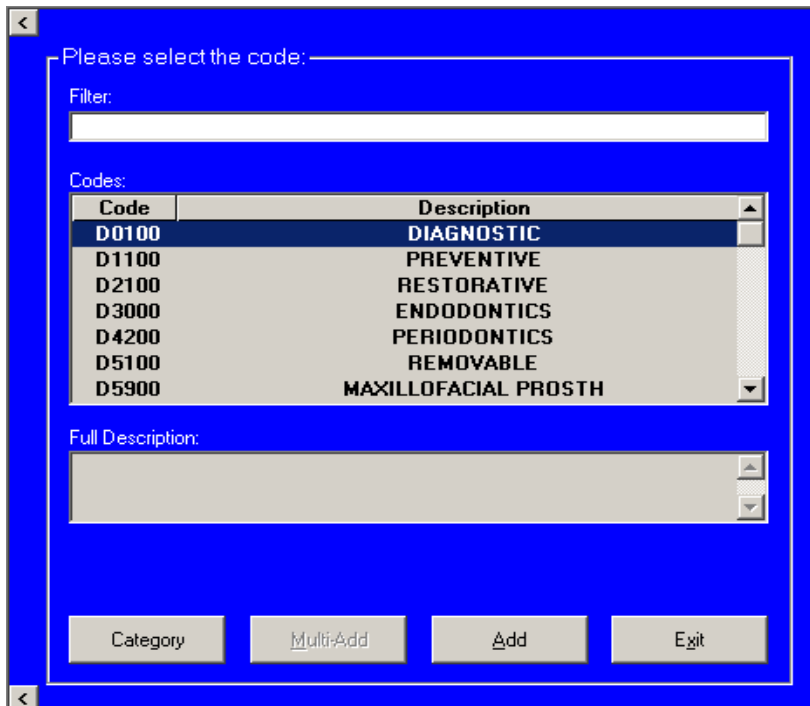 Please select the code:
Filter:
Codes:
Code Description
D0100 DIAGNOSTIC
D1100 PREVENTIVE
D2100 RESTORATIVE
D3000 ENDODONTICS
D4200 PERIODONTICS
D5100 REMOVABLE
D5900 MAXILLOFACIAL PROSTH
Full Description:
Category Multi-Add Add Exit